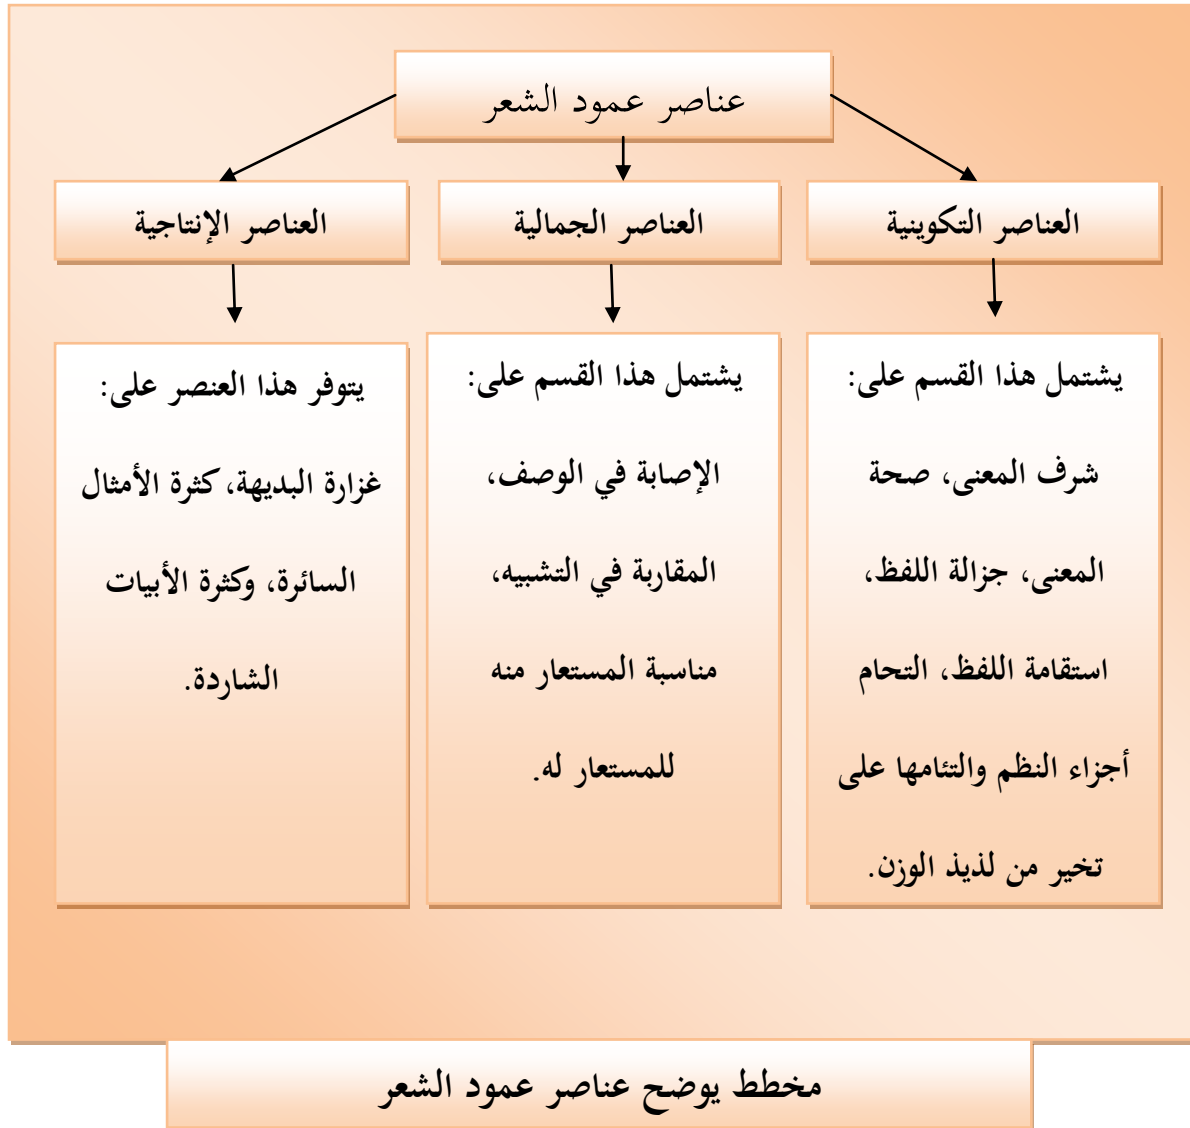 عناصر عمود الشعر
العناصر التكوينية
العناصر الجمالية
العناصر الإنتاجية
يشتمل هذا القسم على:
شرف المعنى، صحة
المعنى، جزالة اللفظ،
استقامة اللفظ، التحام
أجزاء النظم والتئامها على
تخير من لذيذ الوزن.
يشتمل هذا القسم على:
الإصابة في الوصف،
المقاربة في التشبيه،
مناسبة المستعار منه
للمستعار له.
يتوفر هذا العنصر على:
غزارة البديهة، كثرة الأمثال
السائرة، وكثرة الأبيات
الشاردة.
مخطط يوضح عناصر عمود الشعر